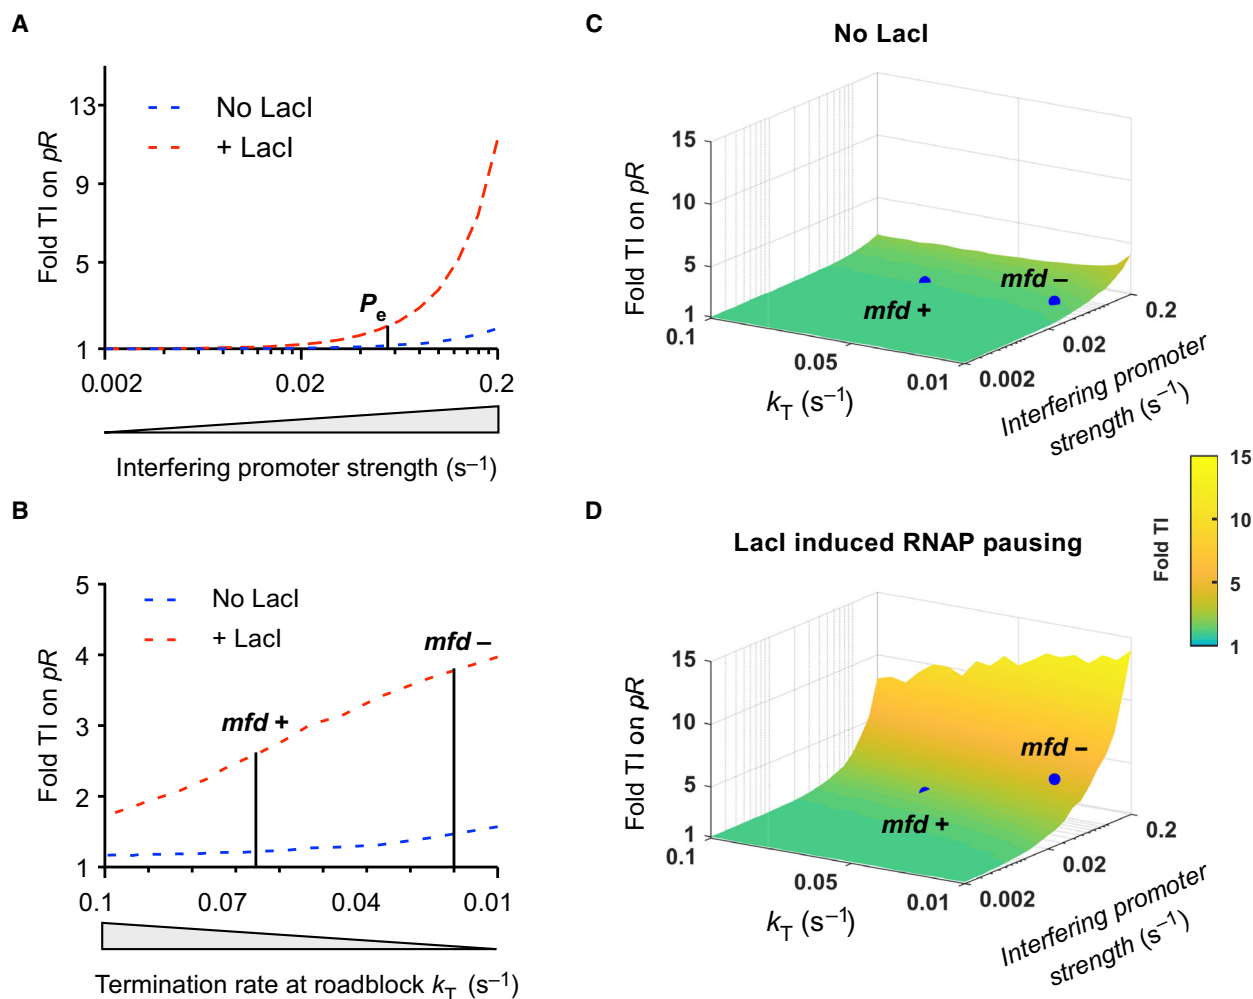 A
Fold TI on pR
13
9
5
1
No LacI
+ LacI
Pe
0.002
0.02
0.2
Interfering promoter strength (s−1)
B
Fold TI on pR
5
4
3
2
1
No LacI
+ LacI
mfd +
mfd −
0.1
0.07
0.04
0.01
Termination rate at roadblock kT (s−1)
C
No LacI
Fold TI on pR
15
10
5
1
mfd +
mfd −
0.1
0.05
0.01
kT (s−1)
0.002
0.02
0.2
Interfering promoter
strength (s−1)
Fold TI
15
10
5
1
D
LacI induced RNAP pausing
Fold TI on pR
15
10
5
1
mfd +
mfd −
0.1
0.05
0.01
kT (s−1)
0.002
0.02
0.2
Interfering promoter
strength (s−1)